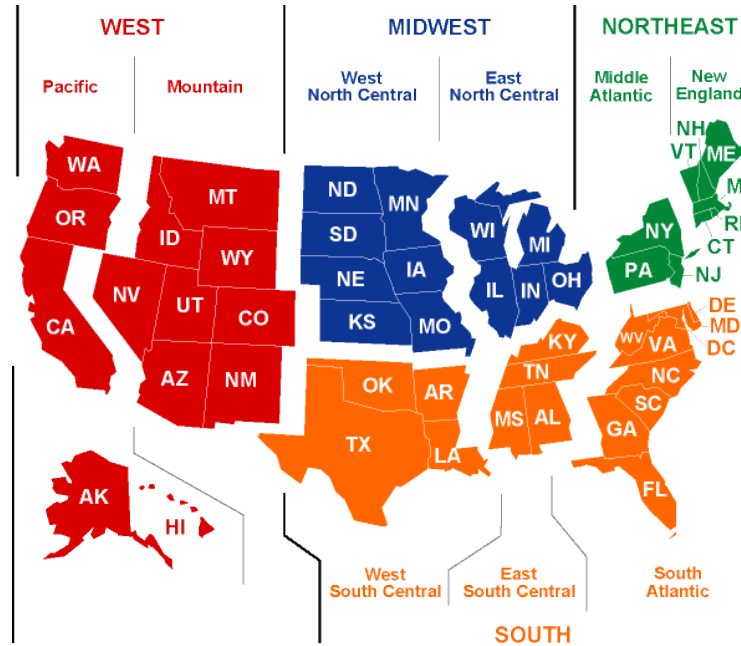 WEST
MIDWEST
NORTHEAST
Pacific
Mountain
West
North Central
East
North Central
Middle
Atlantic
New
England
WA
OR
CA
MT
ID
WY
NV
UT
CO
AZ
NM
AK
HI
ND
SD
NE
KS
MN
IA
MO
WI
MI
IL
IN
OH
NH
VT
ME
RI
CT
NY
PA
NJ
DE
MD
DC
WV
VA
NC
SC
GA
FL
KY
TN
MS
AL
OK
AR
TX
LA
West
South Central
East
South Central
South
Atlantic
SOUTH